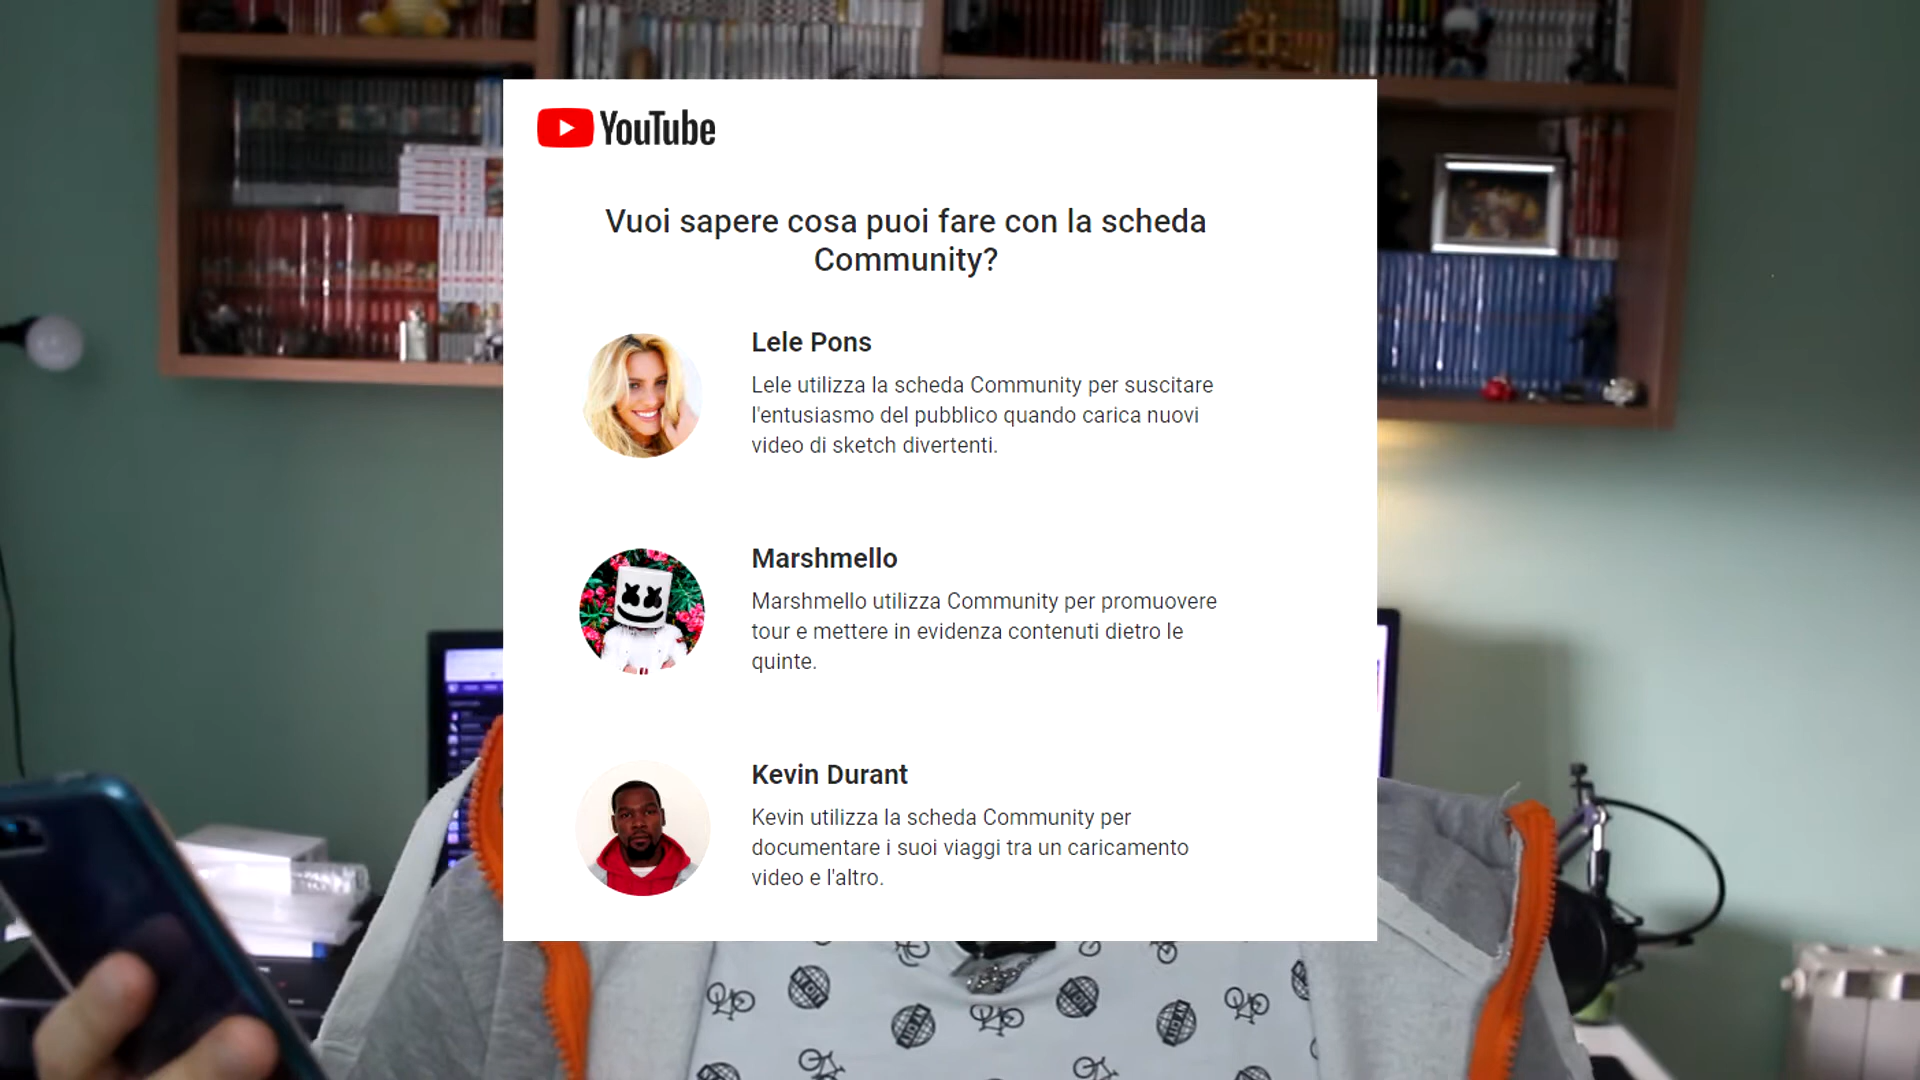 YouTube
Vuoi sapere cosa puoi fare con la scheda
Community?
Lele Pons
Lele utilizza la scheda Community per suscitare
l'entusiasmo del pubblico quando carica nuovi
video di sketch divertenti.
Marshmello
Marshmello utilizza Community per promuovere
tour e mettere in evidenza contenuti dietro le
quinte.
Kevin Durant
Kevin utilizza la scheda Community per
documentare i suoi viaggi tra un caricamento
video e l'altro.